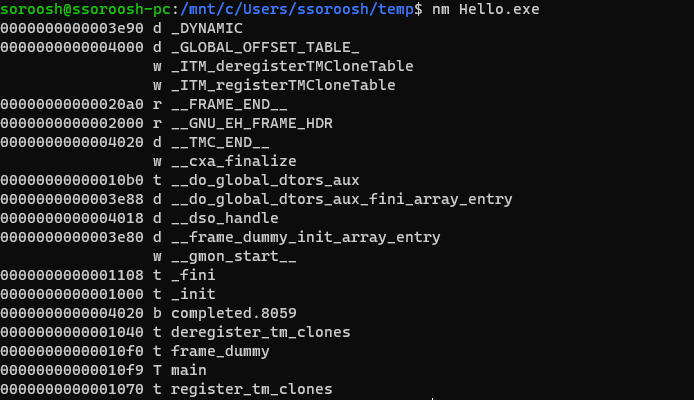 soroosh@ssoroosh-pc:/mnt/c/Users/ssoroosh/temp$ nm Hello.exe
0000000000003e90 d _DYNAMIC
0000000000004000 d _GLOBAL_OFFSET_TABLE_
                 w _ITM_deregisterTMCloneTable
                 w _ITM_registerTMCloneTable
00000000000020a0 r __FRAME_END__
0000000000002000 r __GNU_EH_FRAME_HDR
0000000000004020 d __TMC_END__
                 w __cxa_finalize
00000000000010b0 t __do_global_dtors_aux
0000000000003e88 d __do_global_dtors_aux_fini_array_entry
0000000000004018 d __dso_handle
0000000000003e80 d __frame_dummy_init_array_entry
                 w __gmon_start__
0000000000001108 t _fini
0000000000001000 t _init
0000000000004020 b completed.8059
0000000000001040 t deregister_tm_clones
00000000000010f0 t frame_dummy
00000000000010f9 T main
0000000000001070 t register_tm_clones